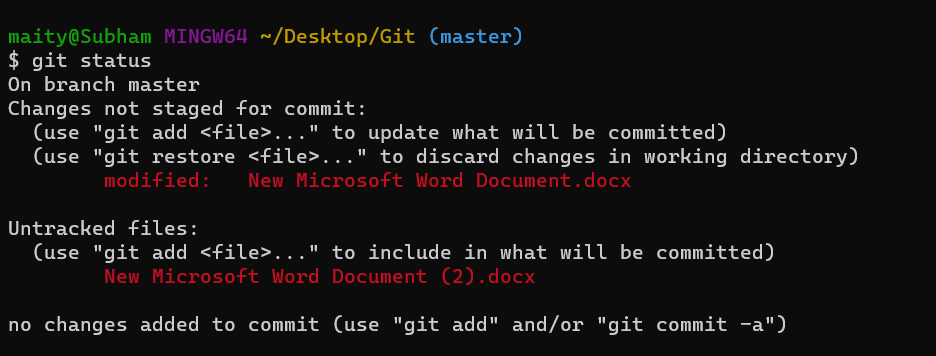 maity@Subham MINGW64 ~/Desktop/Git (master)
$ git status
On branch master
Changes not staged for commit:
  (use "git add <file>..." to update what will be committed)
  (use "git restore <file>..." to discard changes in working directory)
        modified:   New Microsoft Word Document.docx

Untracked files:
  (use "git add <file>..." to include in what will be committed)
        New Microsoft Word Document (2).docx

no changes added to commit (use "git add" and/or "git commit -a")